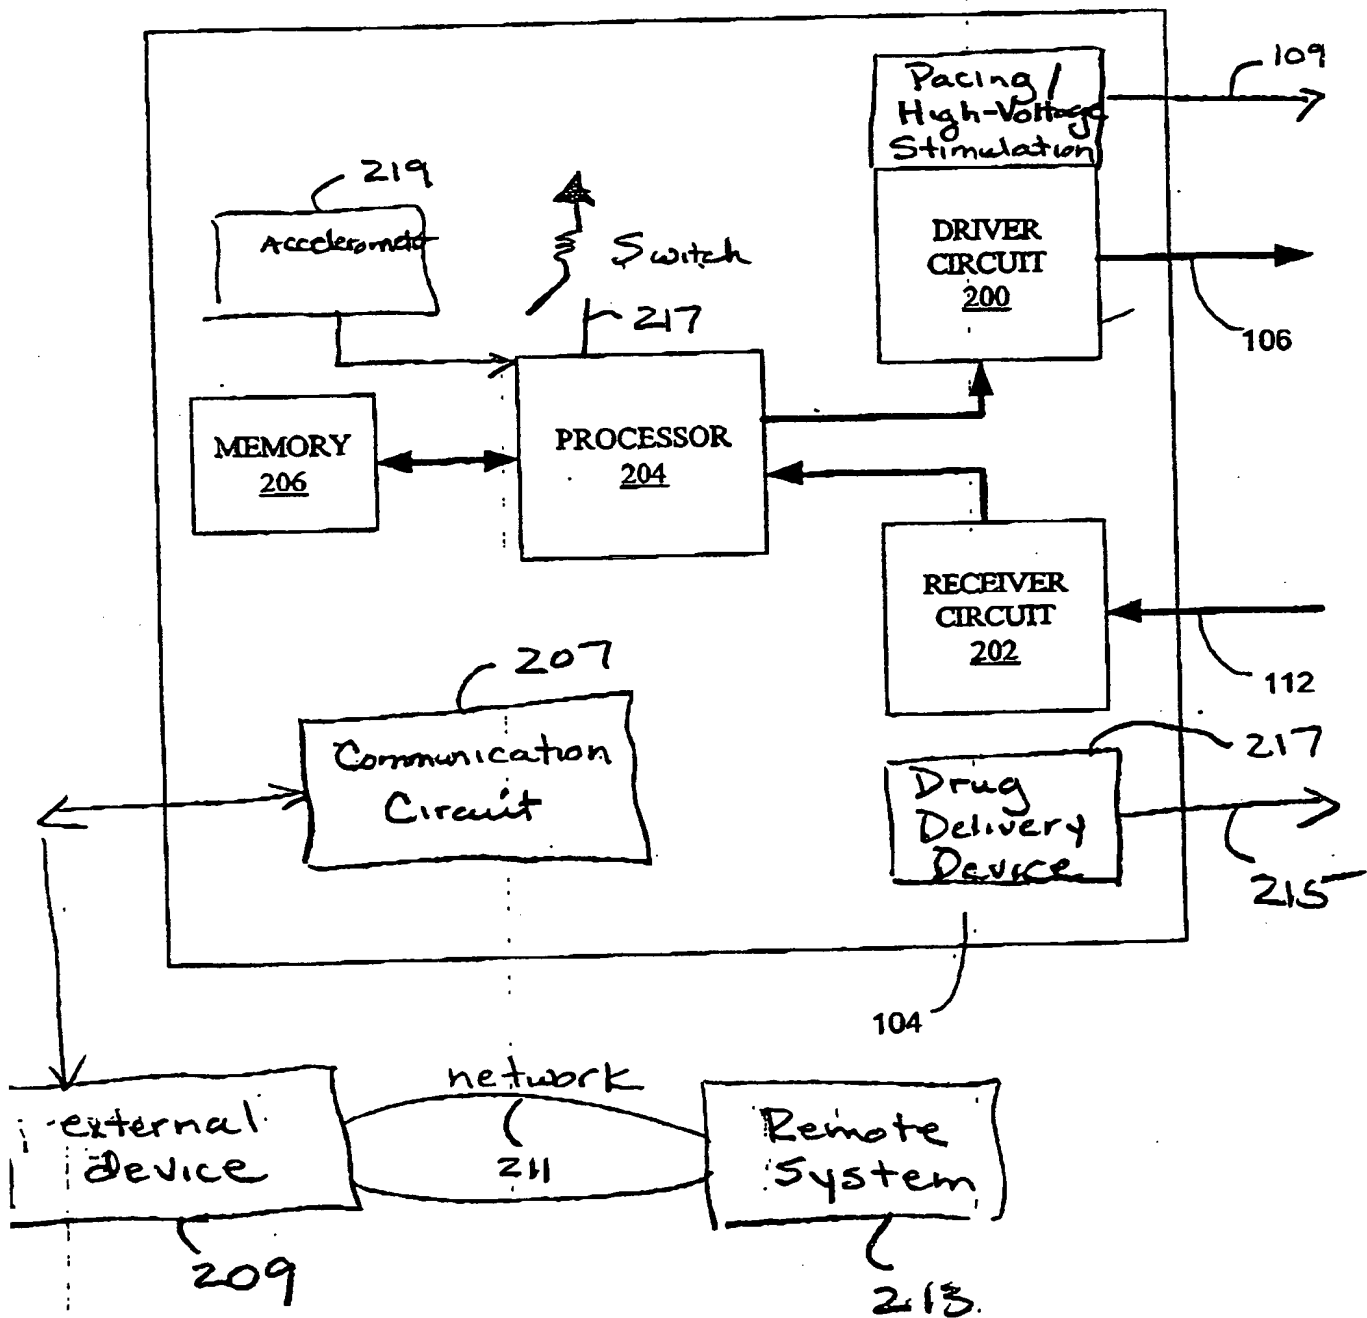 109
Pacing /
High-Voltage
Stimulation
219
Accelerometer
Switch
217
DRIVER
CIRCUIT
200
106
MEMORY
206
PROCESSOR
204
RECEIVER
CIRCUIT
202
112
207
Communication
Circuit
217
Drug
Delivery
Device
215
104
network
211
external
device
209
Remote
System
213